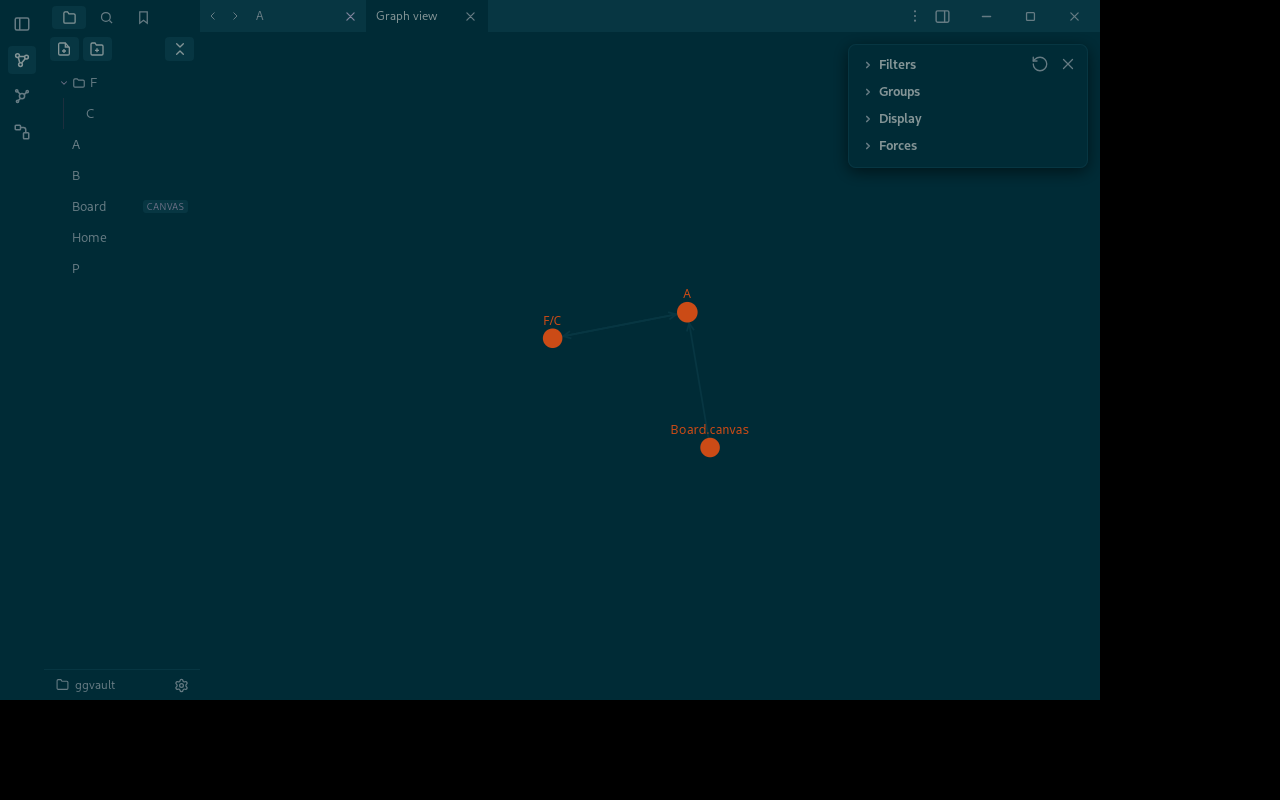 A
Graph view
F
C
A
B
Board CANVAS
Home
P
Filters
Groups
Display
Forces
A
F/C
Board.canvas
ggvault